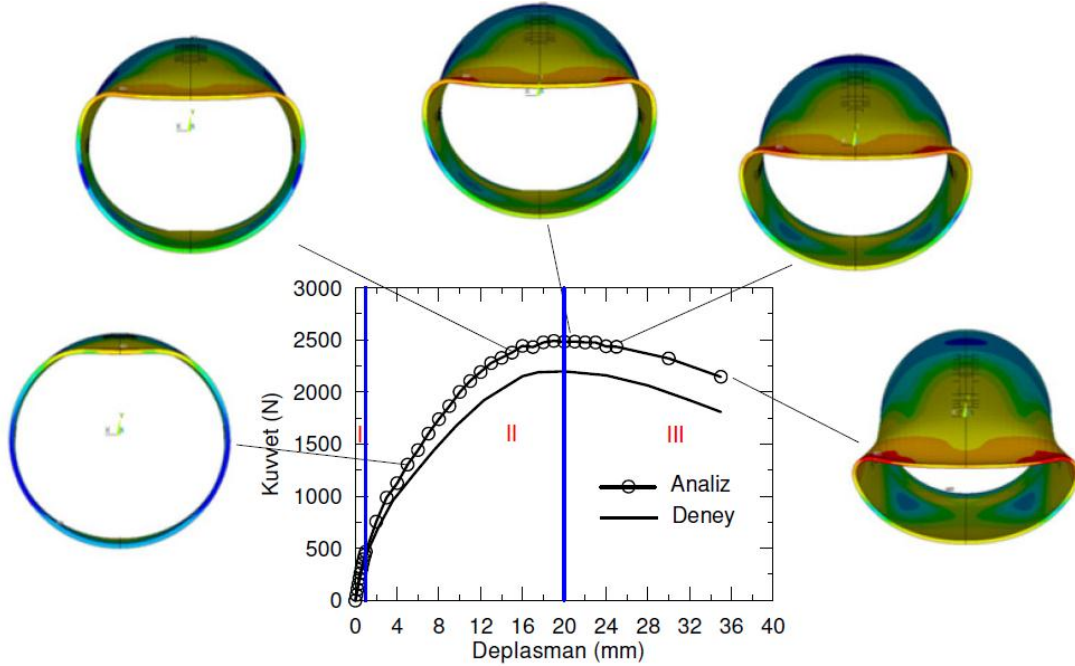 3000
2500
2000
1500
1000
500
0
Kuvvet (N)
I
II
III
Analiz
Deney
0 4 8 12 16 20 24 28 32 36 40
Deplasman (mm)